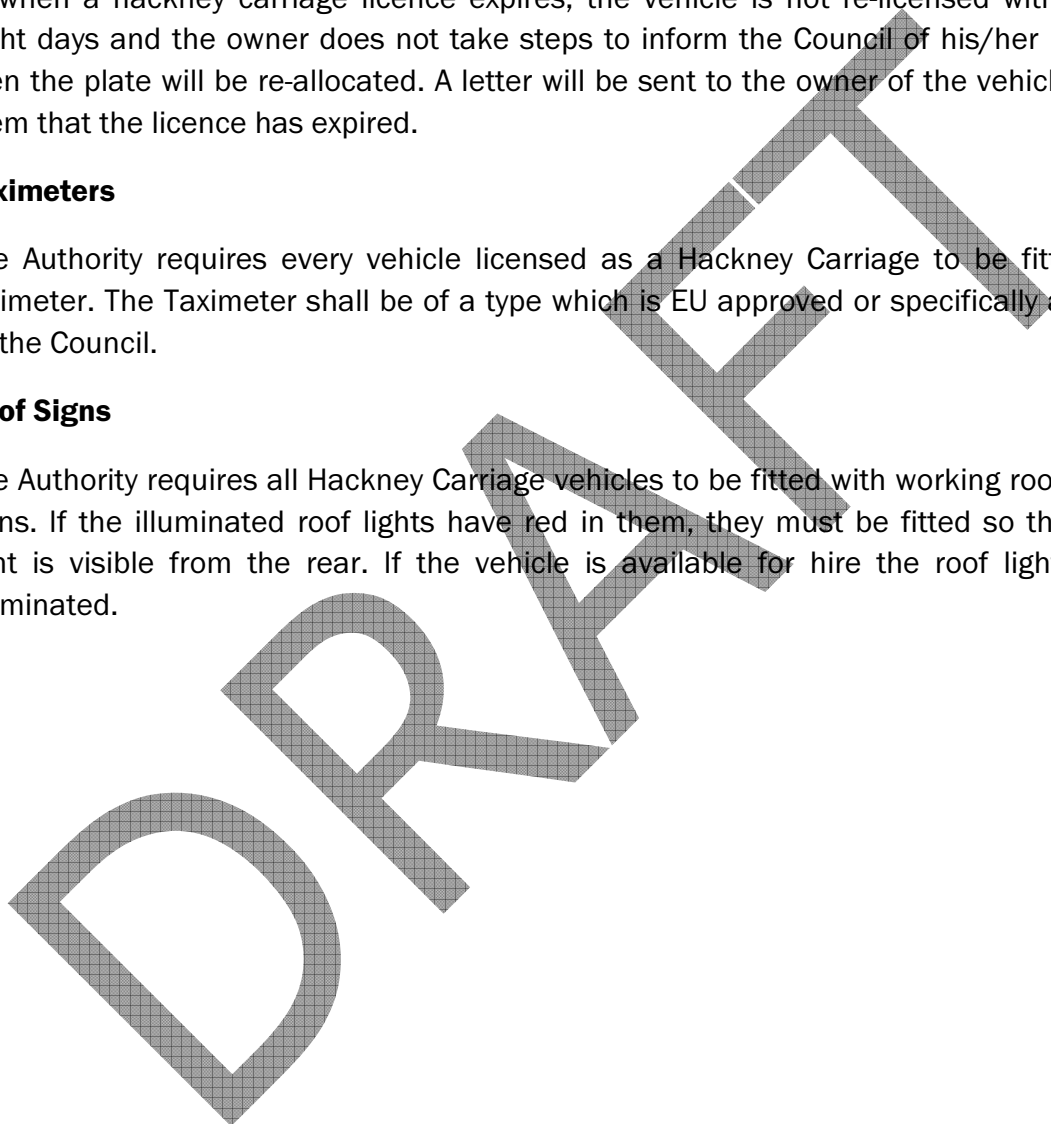 when a hackney carriage licence expires, the vehicle is not re-licensed with
ht days and the owner does not take steps to inform the Council of his/her
en the plate will be re-allocated. A letter will be sent to the owner of the vehicl
em that the licence has expired.
ximeters
e Authority requires every vehicle licensed as a Hackney Carriage to be fit
imeter. The Taximeter shall be of a type which is EU approved or specifically a
the Council.
of Signs
e Authority requires all Hackney Carriage vehicles to be fitted with working roo
ns. If the illuminated roof lights have red in them, they must be fitted so th
nt is visible from the rear. If the vehicle is available for hire the roof ligh
minated.
DRAFT